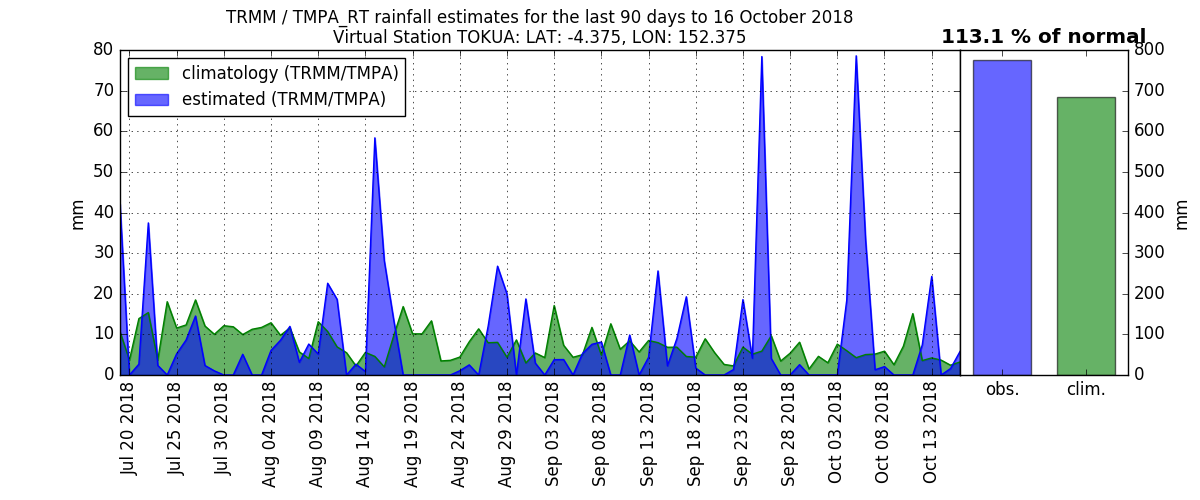 TRMM / TMPA_RT rainfall estimates for the last 90 days to 16 October 2018
Virtual Station TOKUA: LAT: -4.375, LON: 152.375
113.1 % of normal
climatology (TRMM/TMPA)
estimated (TRMM/TMPA)
mm
80
70
60
50
40
30
20
10
0
Jul 20 2018
Jul 25 2018
Jul 30 2018
Aug 04 2018
Aug 09 2018
Aug 14 2018
Aug 19 2018
Aug 24 2018
Aug 29 2018
Sep 03 2018
Sep 08 2018
Sep 13 2018
Sep 18 2018
Sep 23 2018
Sep 28 2018
Oct 03 2018
Oct 08 2018
Oct 13 2018
obs.
clim.
800
700
600
500
400
300
200
100
0
mm